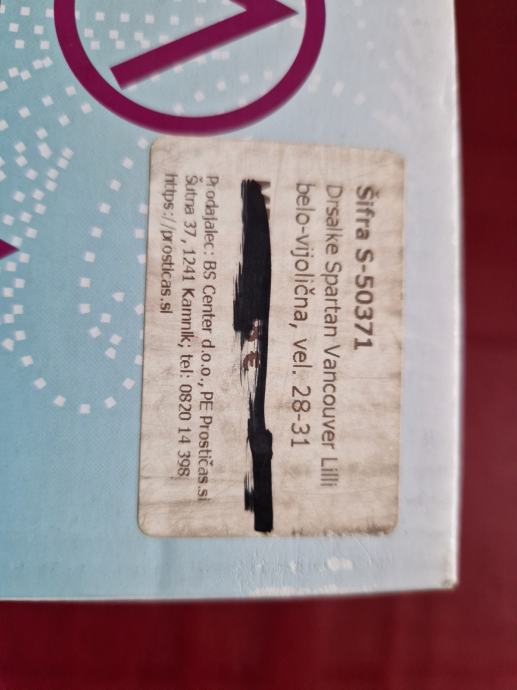 Šifra S-50371
Drsalke Spartan Vancouver Lilli
belo-vijolična, vel. 28-31
Prodajalec: BS Center d.o.o., PE Prostičas.si
Šutna 37, 1241 Kamnik; tel: 0820 14 398
https://prosticas.si